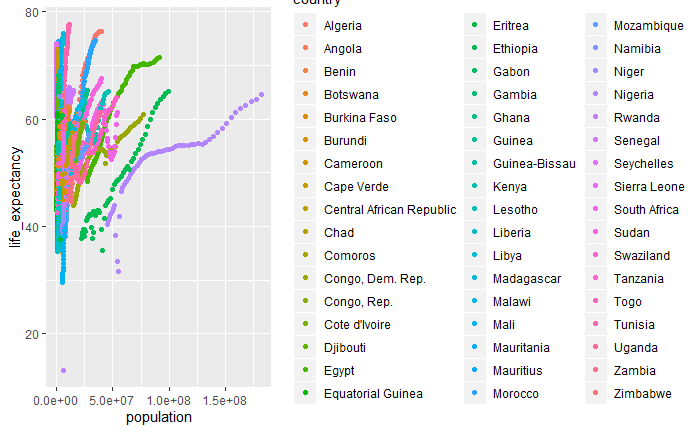 country
80
60
40
20
life_expectancy
0.0e+00 5.0e+07 1.0e+08 1.5e+08
population
Algeria
Angola
Benin
Botswana
Burkina Faso
Burundi
Cameroon
Cape Verde
Central African Republic
Chad
Comoros
Congo, Dem. Rep.
Congo, Rep.
Cote d'Ivoire
Djibouti
Egypt
Equatorial Guinea
Eritrea
Ethiopia
Gabon
Gambia
Ghana
Guinea
Guinea-Bissau
Kenya
Lesotho
Liberia
Libya
Madagascar
Malawi
Mali
Mauritania
Mauritius
Morocco
Mozambique
Namibia
Niger
Nigeria
Rwanda
Senegal
Seychelles
Sierra Leone
South Africa
Sudan
Swaziland
Tanzania
Togo
Tunisia
Uganda
Zambia
Zimbabwe